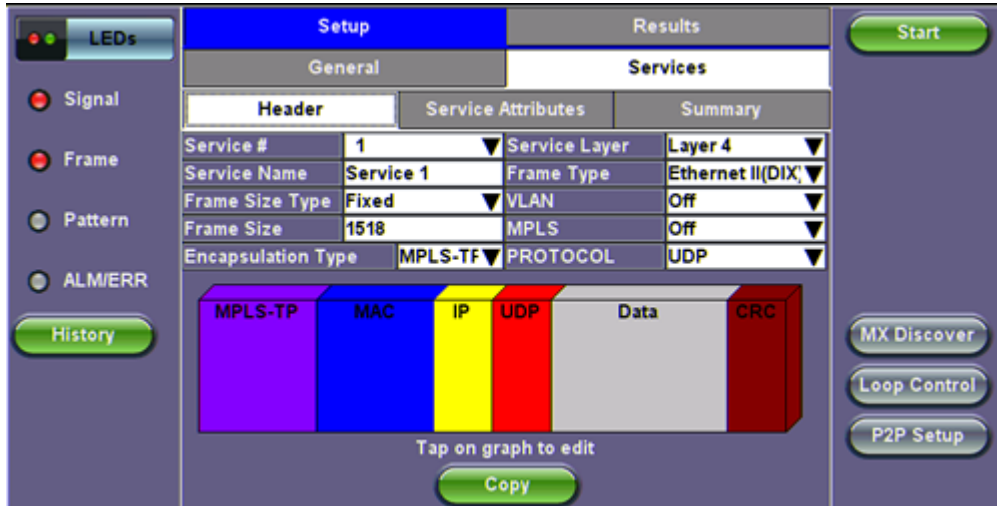 LEDs
Setup
Results
Start
General
Services
Signal
Header
Service Attributes
Summary
Service #
1
Service Layer
Layer 4
Frame
Service Name
Service 1
Frame Type
Ethernet II(DIX)
Frame Size Type
Fixed
VLAN
Off
Pattern
Frame Size
1518
MPLS
Off
Encapsulation Type
MPLS-TP
PROTOCOL
UDP
ALM/ERR
MPLS-TP
MAC
IP
UDP
Data
CRC
History
MX Discover
Loop Control
P2P Setup
Tap on graph to edit
Copy